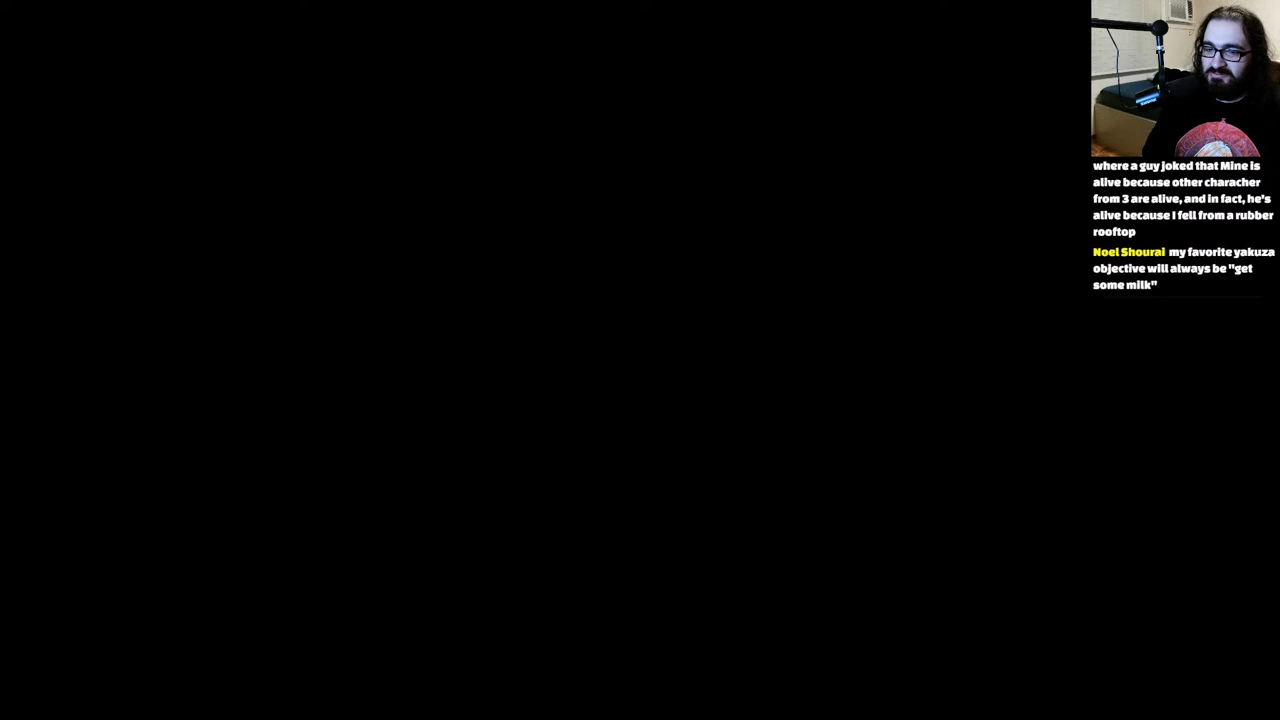 where a guy joked that Mine is
alive because other characher
from 3 are alive, and in fact, he's
alive because I fell from a rubber
rooftop
Noel Shourai my favorite yakuza
objective will always be "get
some milk"